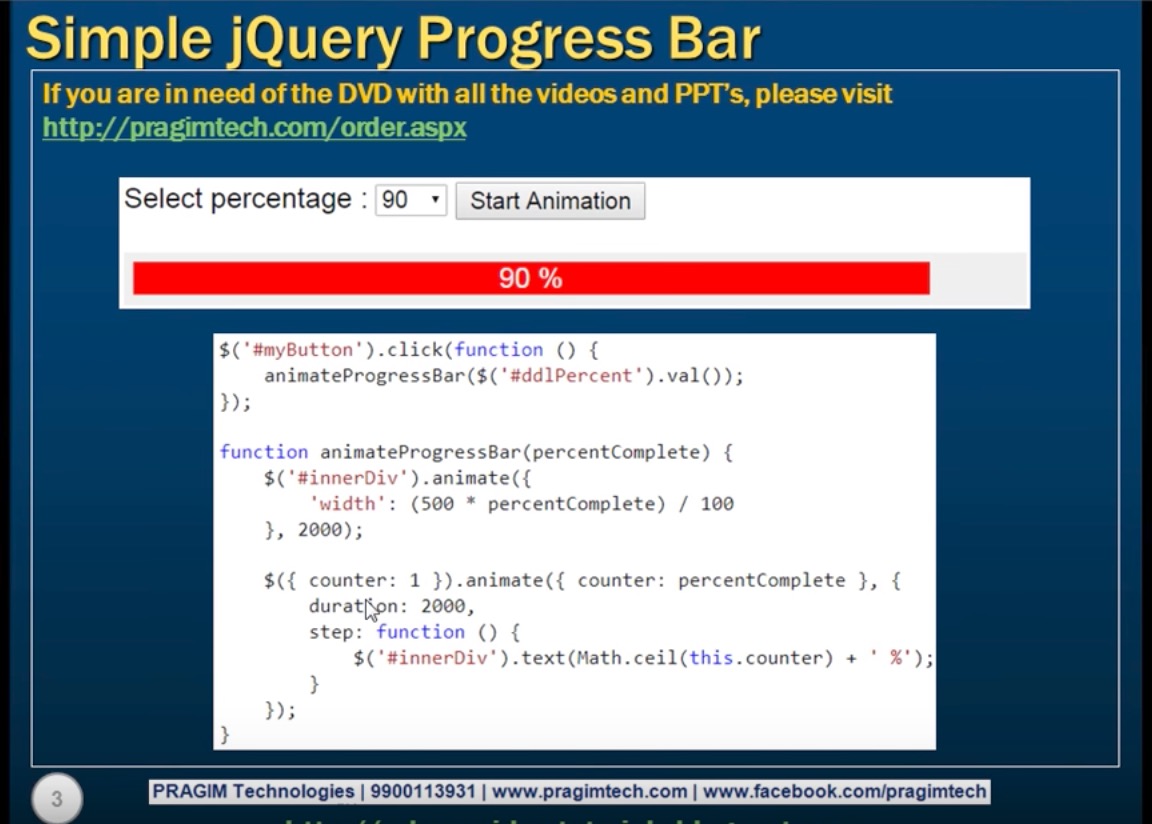 Simple jQuery Progress Bar
If you are in need of the DVD with all the videos and PPT's, please visit
http://pragimtech.com/order.aspx
Select percentage : 90 Start Animation
90 %
$('#myButton').click(function () {
    animateProgressBar($('#ddlPercent').val());
});
function animateProgressBar(percentComplete) {
    $('#innerDiv').animate({
        'width': (500 * percentComplete) / 100
    }, 2000);
    $({ counter: 1 }).animate({ counter: percentComplete }, {
        duration: 2000,
        step: function () {
            $('#innerDiv').text(Math.ceil(this.counter) + ' %');
        }
    });
}
3
PRAGIM Technologies | 9900113931 | www.pragimtech.com | www.facebook.com/pragimtech